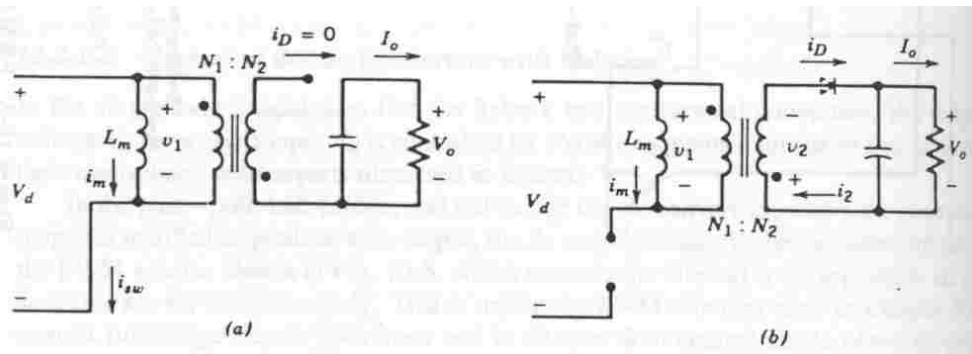 i_D = 0
I_o
N_1 : N_2
+
L_m
+
v_1
−
i_m
V_d
+
V_o
−
i_sw
−
(a)
i_D
I_o
+
L_m
+
v_1
−
i_m
V_d
−
v_2
+
i_2
N_1 : N_2
+
V_o
−
−
(b)